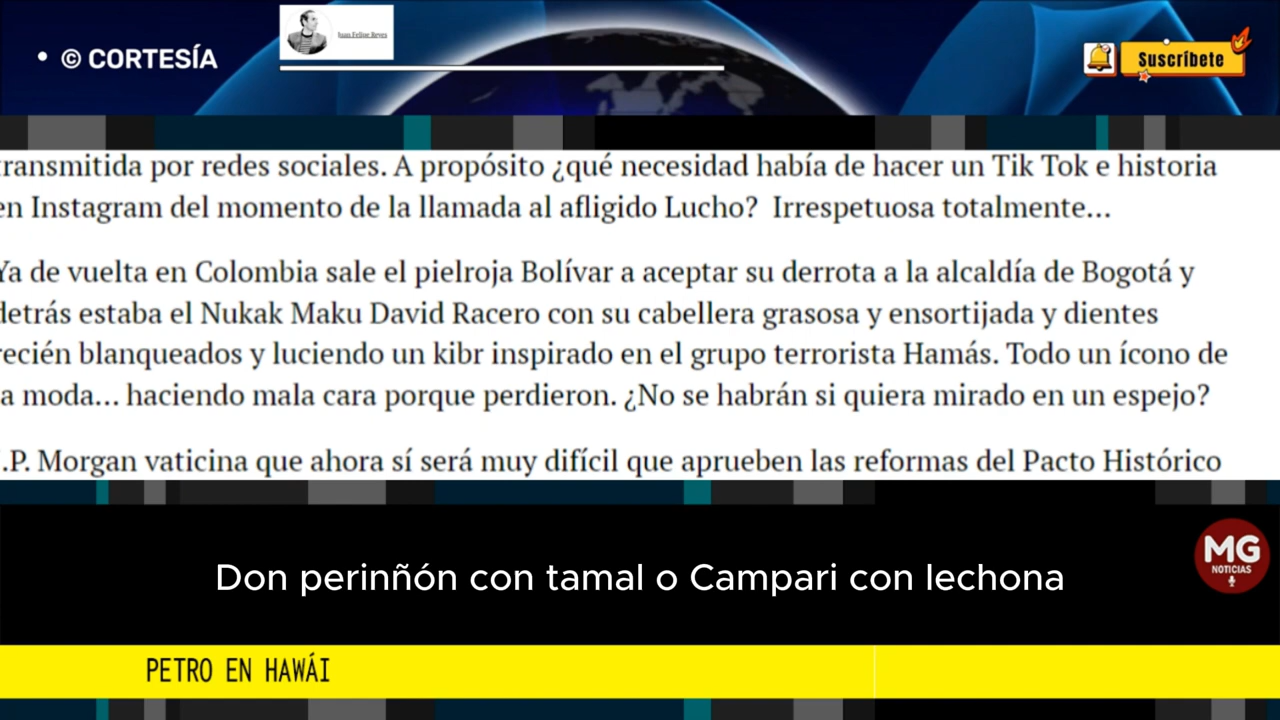 • © CORTESÍA
Juan Felipe Reyes
Suscríbete
transmitida por redes sociales. A propósito ¿qué necesidad había de hacer un Tik Tok e historia
en Instagram del momento de la llamada al afligido Lucho? Irrespetuosa totalmente...
Ya de vuelta en Colombia sale el pielroja Bolívar a aceptar su derrota a la alcaldía de Bogotá y
detrás estaba el Nukak Maku David Racero con su cabellera grasosa y ensortijada y dientes
recién blanqueados y luciendo un kibr inspirado en el grupo terrorista Hamás. Todo un ícono de
la moda... haciendo mala cara porque perdieron. ¿No se habrán si quiera mirado en un espejo?
J.P. Morgan vaticina que ahora sí será muy difícil que aprueben las reformas del Pacto Histórico
Don perinñón con tamal o Campari con lechona
MG
NOTICIAS
PETRO EN HAWÁI